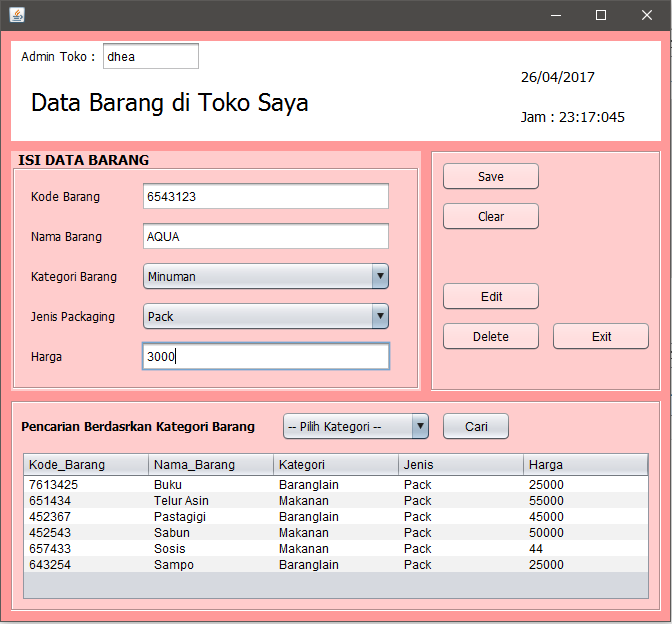 Admin Toko : dhea
Data Barang di Toko Saya
26/04/2017
Jam : 23:17:045
ISI DATA BARANG
Kode Barang 6543123
Nama Barang AQUA
Kategori Barang Minuman
Jenis Packaging Pack
Harga 3000
Save
Clear
Edit
Delete Exit
Pencarian Berdasrkan Kategori Barang -- Pilih Kategori -- Cari
Kode_Barang Nama_Barang Kategori Jenis Harga
7613425 Buku Baranglain Pack 25000
651434 Telur Asin Makanan Pack 55000
452367 Pastagigi Baranglain Pack 45000
452543 Sabun Makanan Pack 50000
657433 Sosis Makanan Pack 44
643254 Sampo Baranglain Pack 25000